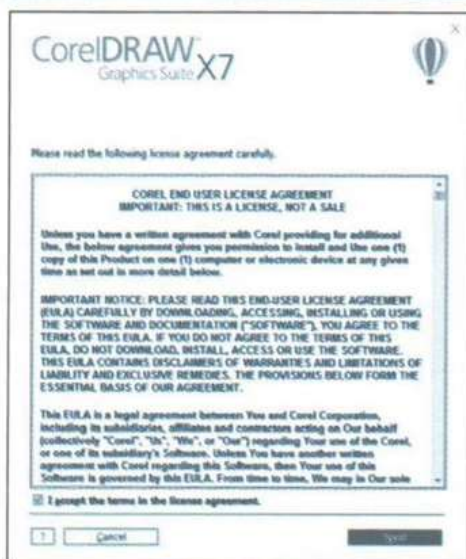 CorelDRAW
Graphics Suite X7
Please read the following license agreement carefully.
COREL END USER LICENSE AGREEMENT
IMPORTANT: THIS IS A LICENSE, NOT A SALE
Unless you have a written agreement with Corel providing for additional
Use, the below agreement gives you permission to install and Use one (1)
copy of this Product on one (1) computer or electronic device at any given
time as set out in more detail below.
IMPORTANT NOTICE: PLEASE READ THIS END-USER LICENSE AGREEMENT
(EULA) CAREFULLY BY DOWNLOADING, ACCESSING, INSTALLING OR USING
THE SOFTWARE AND DOCUMENTATION ("SOFTWARE"), YOU AGREE TO THE
TERMS OF THIS EULA. IF YOU DO NOT AGREE TO THE TERMS OF THIS
EULA, DO NOT DOWNLOAD, INSTALL, ACCESS OR USE THE SOFTWARE.
THIS EULA CONTAINS DISCLAIMERS OF WARRANTIES AND LIMITATIONS OF
LIABILITY AND EXCLUSIVE REMEDIES. THE PROVISIONS BELOW FORM THE
ESSENTIAL BASIS OF OUR AGREEMENT.
This EULA is a legal agreement between You and Corel Corporation,
including its subsidiaries, affiliates and contractors acting on Our behalf
(collectively "Corel", "Us", "We", or "Our") regarding Your use of the Corel,
or one of its subsidiary's Software. Unless You have another written
agreement with Corel regarding this Software, then Your use of this
Software is governed by this EULA. From time to time, We may in Our sole
I accept the terms in the license agreement.
?
Cancel
Next